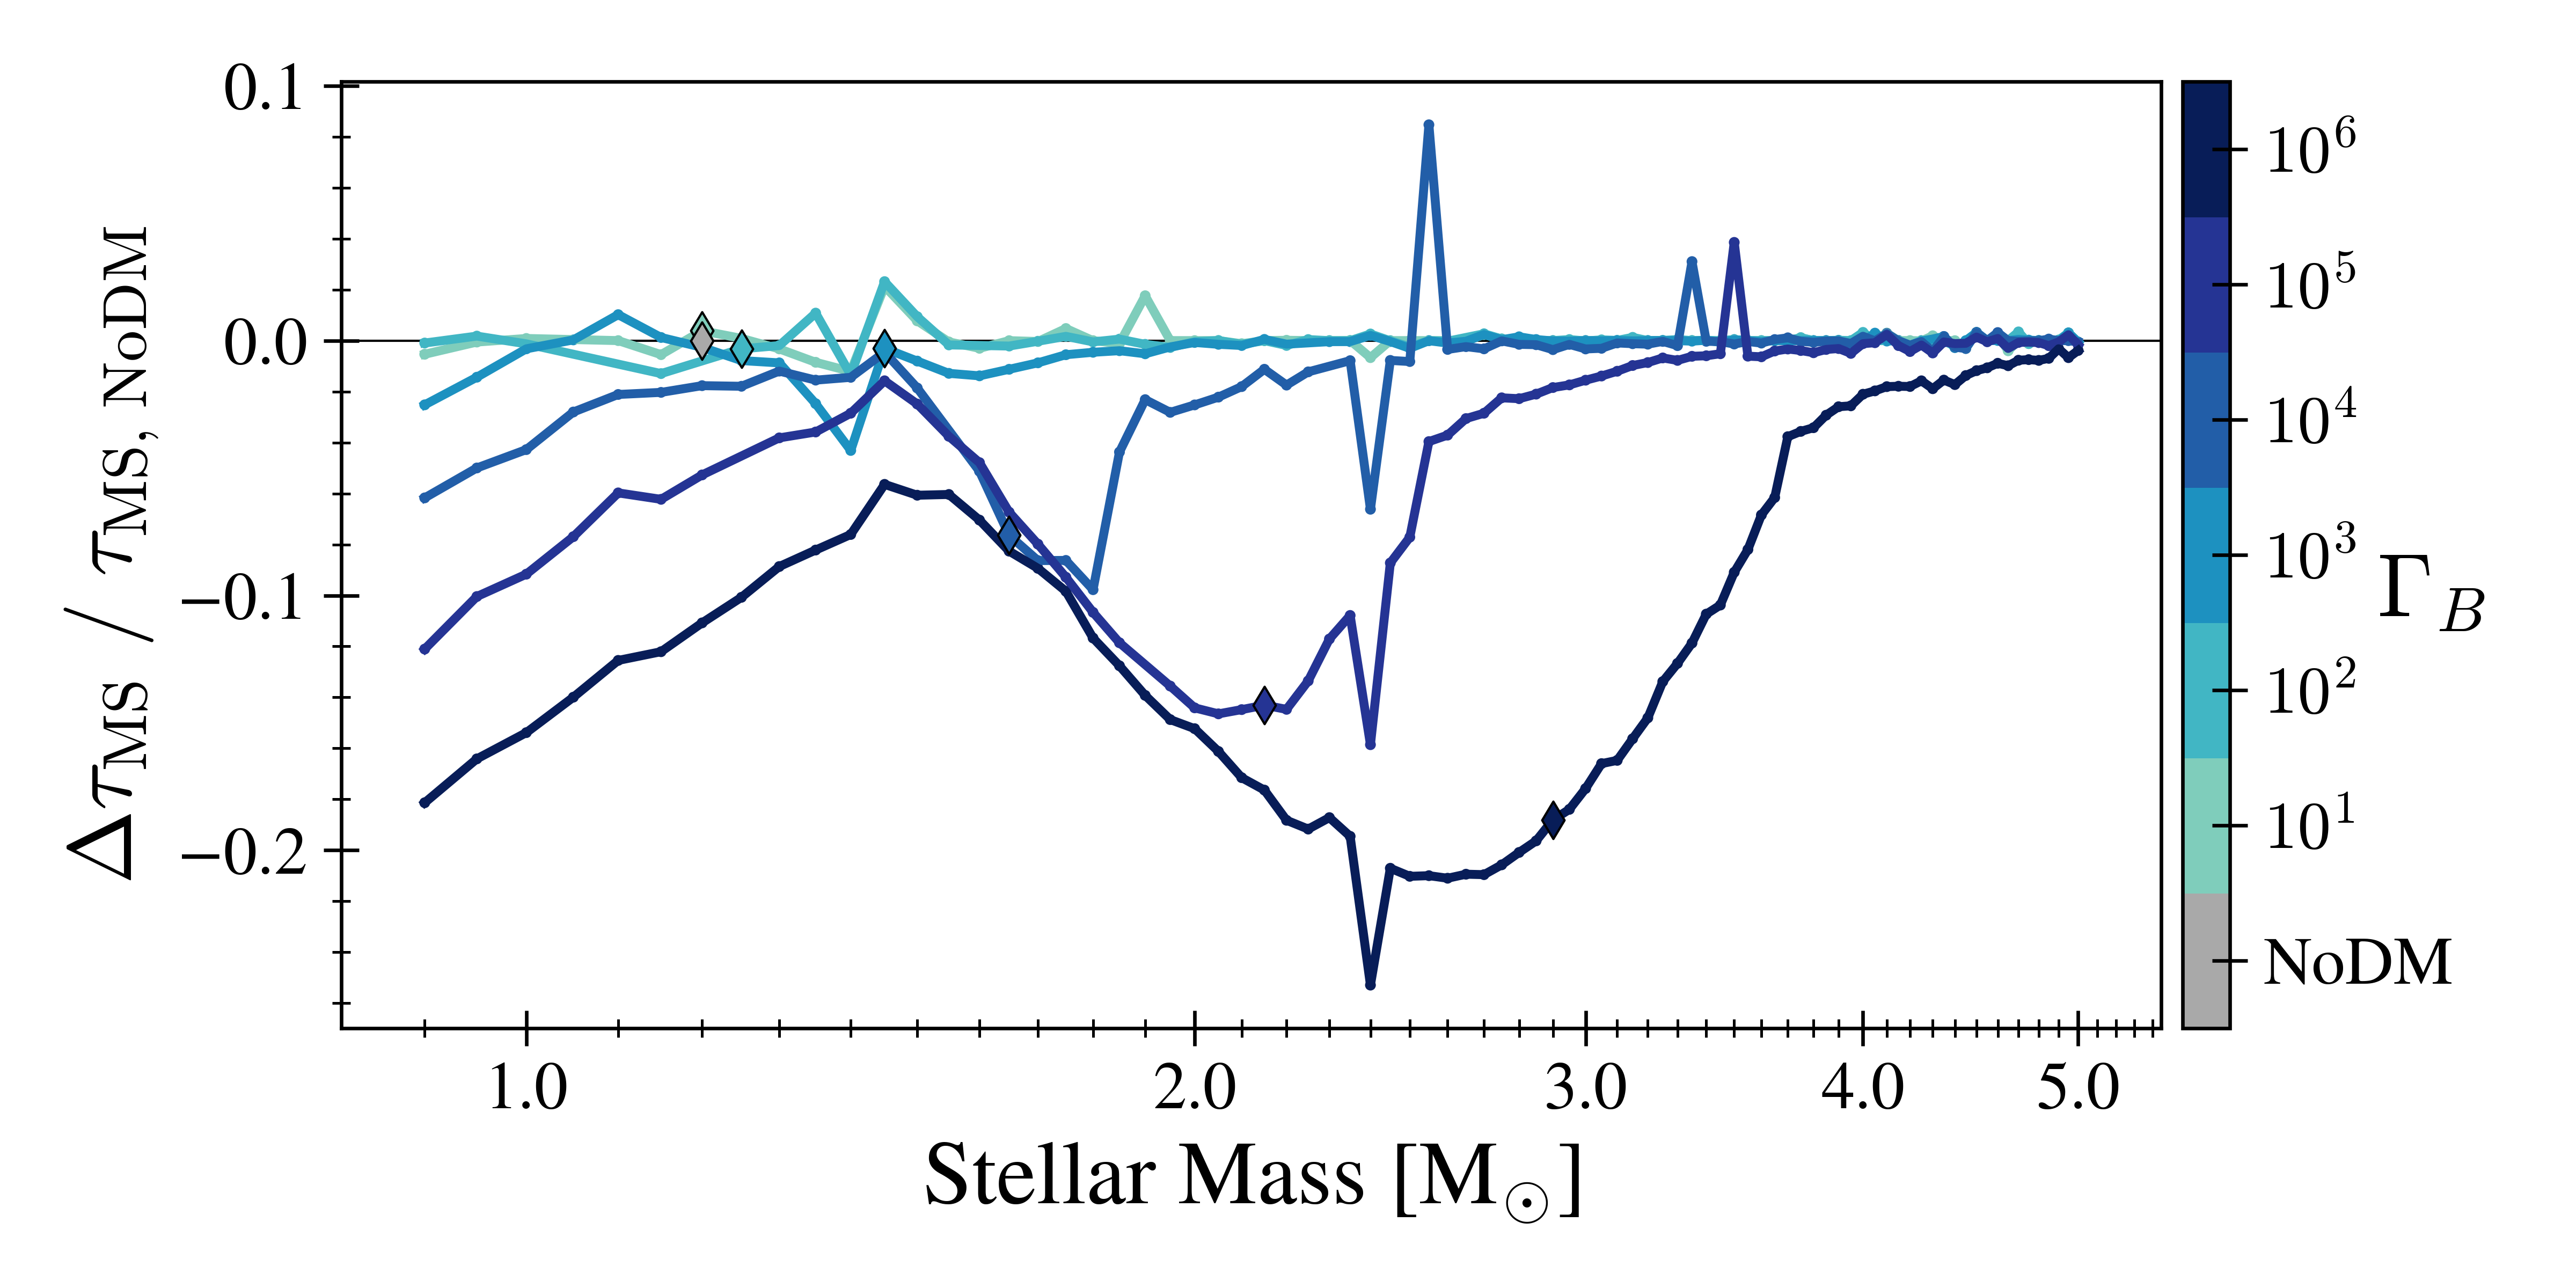 Δτ_MS / τ_MS, NoDM
0.1
0.0
−0.1
−0.2
1.0 2.0 3.0 4.0 5.0
Stellar Mass [M_⊙]
10^6
10^5
10^4
10^3
10^2
10^1
NoDM
Γ_B